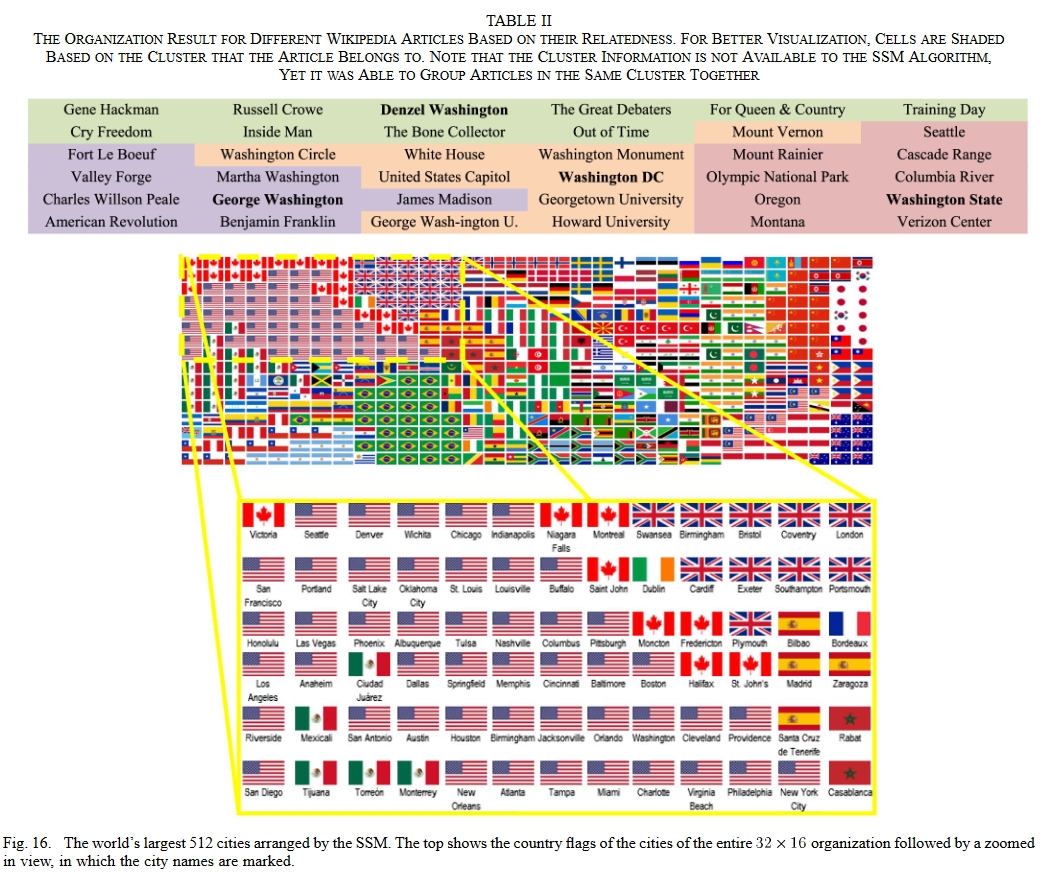 TABLE II
THE ORGANIZATION RESULT FOR DIFFERENT WIKIPEDIA ARTICLES BASED ON THEIR RELATEDNESS. FOR BETTER VISUALIZATION, CELLS ARE SHADED
BASED ON THE CLUSTER THAT THE ARTICLE BELONGS TO. NOTE THAT THE CLUSTER INFORMATION IS NOT AVAILABLE TO THE SSM ALGORITHM,
YET IT WAS ABLE TO GROUP ARTICLES IN THE SAME CLUSTER TOGETHER
Gene Hackman Russell Crowe Denzel Washington The Great Debaters For Queen & Country Training Day
Cry Freedom Inside Man The Bone Collector Out of Time Mount Vernon Seattle
Fort Le Boeuf Washington Circle White House Washington Monument Mount Rainier Cascade Range
Valley Forge Martha Washington United States Capitol Washington DC Olympic National Park Columbia River
Charles Willson Peale George Washington James Madison Georgetown University Oregon Washington State
American Revolution Benjamin Franklin George Wash-ington U. Howard University Montana Verizon Center
Victoria Seattle Denver Wichita Chicago Indianapolis Niagara Falls Montreal Swansea Birmingham Bristol Coventry London
San Francisco Portland Salt Lake City Oklahoma City St. Louis Louisville Buffalo Saint John Dublin Cardiff Exeter Southampton Portsmouth
Honolulu Las Vegas Phoenix Albuquerque Tulsa Nashville Columbus Pittsburgh Moncton Fredericton Plymouth Bilbao Bordeaux
Los Angeles Anaheim Ciudad Juárez Dallas Springfield Memphis Cincinnati Baltimore Boston Halifax St. John's Madrid Zaragoza
Riverside Mexicali San Antonio Austin Houston Birmingham Jacksonville Orlando Washington Cleveland Providence Santa Cruz de Tenerife Rabat
San Diego Tijuana Torreón Monterrey New Orleans Atlanta Tampa Miami Charlotte Virginia Beach Philadelphia New York City Casablanca
Fig. 16. The world's largest 512 cities arranged by the SSM. The top shows the country flags of the cities of the entire 32 × 16 organization followed by a zoomed
in view, in which the city names are marked.